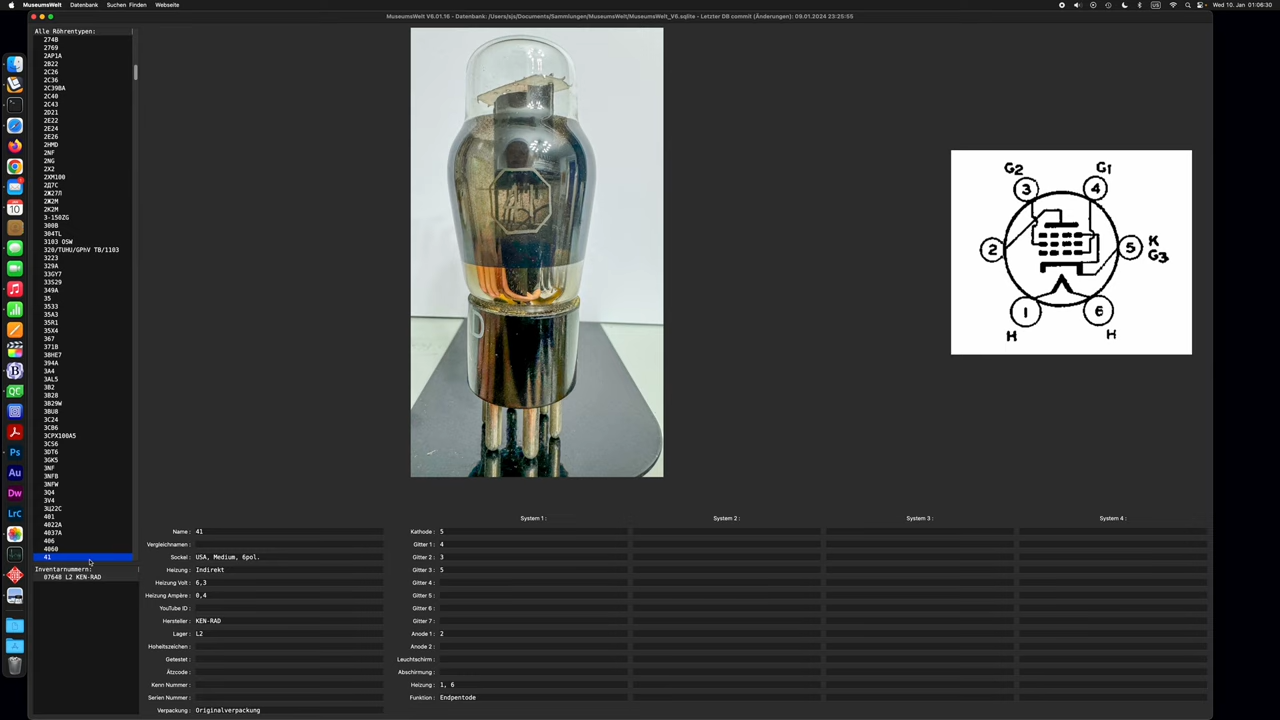 MuseumsWelt Datenbank Suchen Finden Webseite
Wed 10. Jan 01:06:30
MuseumsWelt V6.01.16 - Datenbank: /Users/sjs/Documents/Sammlungen/MuseumsWelt/MuseumsWelt_V6.sqlite - Letzter DB commit (Änderungen): 09.01.2024 23:25:55
Alle Röhrentypen:
274B
2769
2AP1A
2B22
2C26
2C36
2C39BA
2C40
2C43
2D21
2E22
2E24
2E26
2HMD
2NF
2NG
2X2
2XM100
2Д7С
2Ж27Л
2Ж2М
2К2М
3-150ZG
300B
304TL
3103 OSW
320/TUHU/GPhV TB/1103
3223
329A
33GY7
33S29
349A
35
3533
35A3
35R1
35X4
367
371B
38HE7
394A
3A4
3AL5
3B2
3B28
3B29W
3BU8
3C24
3CB6
3CPX100A5
3CS6
3DT6
3GK5
3NF
3NFB
3NFW
3Q4
3V4
3Ц22С
401
4022A
4037A
406
4060
41
Inventarnummern:
07648 L2 KEN-RAD
G2
G1
3
4
2
5
K
G3
1
6
H
H
System 1 :
System 2 :
System 3 :
System 4 :
Name : 41
Vergleichnamen :
Sockel : USA, Medium, 6pol.
Heizung : Indirekt
Heizung Volt : 6,3
Heizung Ampère : 0,4
YouTube ID :
Hersteller : KEN-RAD
Lager : L2
Hoheitszeichen :
Getestet :
Ätzcode :
Kenn Nummer :
Serien Nummer :
Verpackung : Originalverpackung
Kathode : 5
Gitter 1 : 4
Gitter 2 : 3
Gitter 3 : 5
Gitter 4 :
Gitter 5 :
Gitter 6 :
Gitter 7 :
Anode 1 : 2
Anode 2 :
Leuchtschirm :
Abschirmung :
Heizung : 1, 6
Funktion : Endpentode